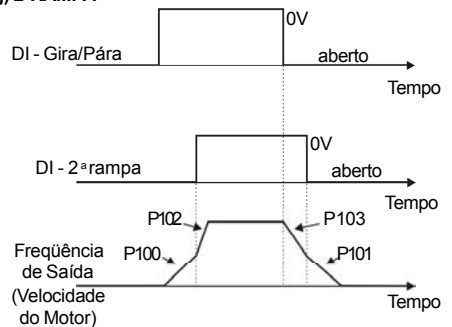 0V
DI - Gira/Pára
aberto
Tempo
0V
DI - 2ª rampa
aberto
Tempo
P102
P103
P100
P101
Freqüência
de Saída
(Velocidade
do Motor)
Tempo